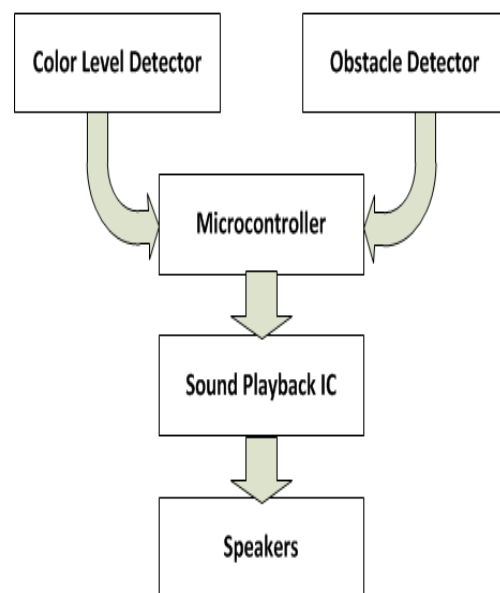 Color Level Detector
Obstacle Detector
Microcontroller
Sound Playback IC
Speakers